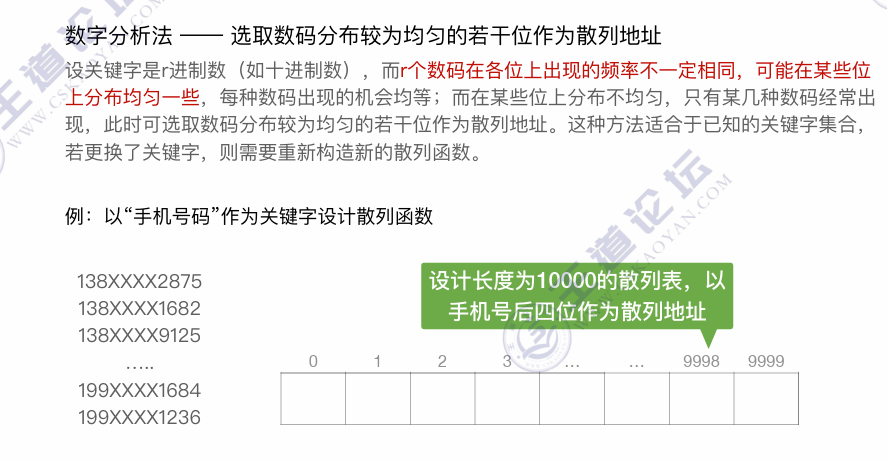 数字分析法 —— 选取数码分布较为均匀的若干位作为散列地址
设关键字是r进制数（如十进制数），而r个数码在各位上出现的频率不一定相同，可能在某些位
上分布均匀一些，每种数码出现的机会均等；而在某些位上分布不均匀，只有某几种数码经常出
现，此时可选取数码分布较为均匀的若干位作为散列地址。这种方法适合于已知的关键字集合，
若更换了关键字，则需要重新构造新的散列函数。
例：以“手机号码”作为关键字设计散列函数
138XXXX2875
138XXXX1682
138XXXX9125
…..
199XXXX1684
199XXXX1236
设计长度为10000的散列表，以
手机号后四位作为散列地址
0 1 2 3 … … 9998 9999
王道论坛